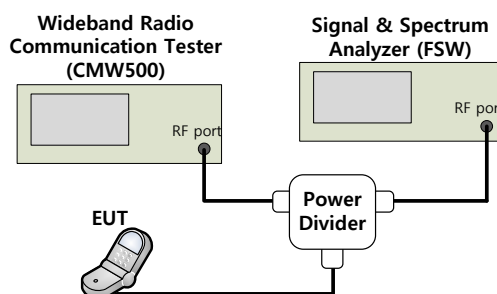 Wideband Radio
Communication Tester
(CMW500)
Signal & Spectrum
Analyzer (FSW)
RF port
RF port
Power
Divider
EUT